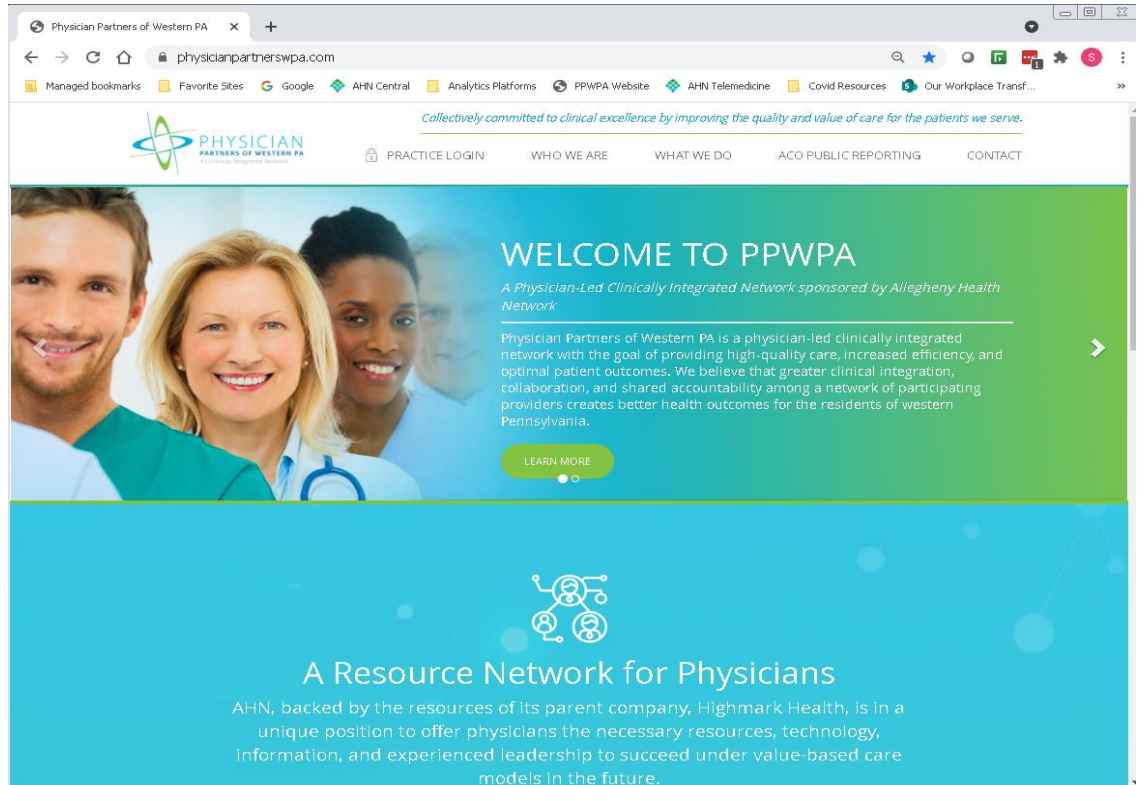 Physician Partners of Western PA
physicianpartnerswpa.com
S
1
Managed bookmarks Favorite Sites Google AHN Central Analytics Platforms PPWPA Website AHN Telemedicine Covid Resources Our Workplace Transf...
Collectively committed to clinical excellence by improving the quality and value of care for the patients we serve.
PHYSICIAN
PARTNERS OF WESTERN PA
A Clinically Integrated Network
PRACTICE LOGIN WHO WE ARE WHAT WE DO ACO PUBLIC REPORTING CONTACT
WELCOME TO PPWPA
A Physician-Led Clinically Integrated Network sponsored by Allegheny Health
Network
Physician Partners of Western PA is a physician-led clinically integrated
network with the goal of providing high-quality care, increased efficiency, and
optimal patient outcomes. We believe that greater clinical integration,
collaboration, and shared accountability among a network of participating
providers creates better health outcomes for the residents of western
Pennsylvania.
LEARN MORE
A Resource Network for Physicians
AHN, backed by the resources of its parent company, Highmark Health, is in a
unique position to offer physicians the necessary resources, technology,
information, and experienced leadership to succeed under value-based care
models in the future.